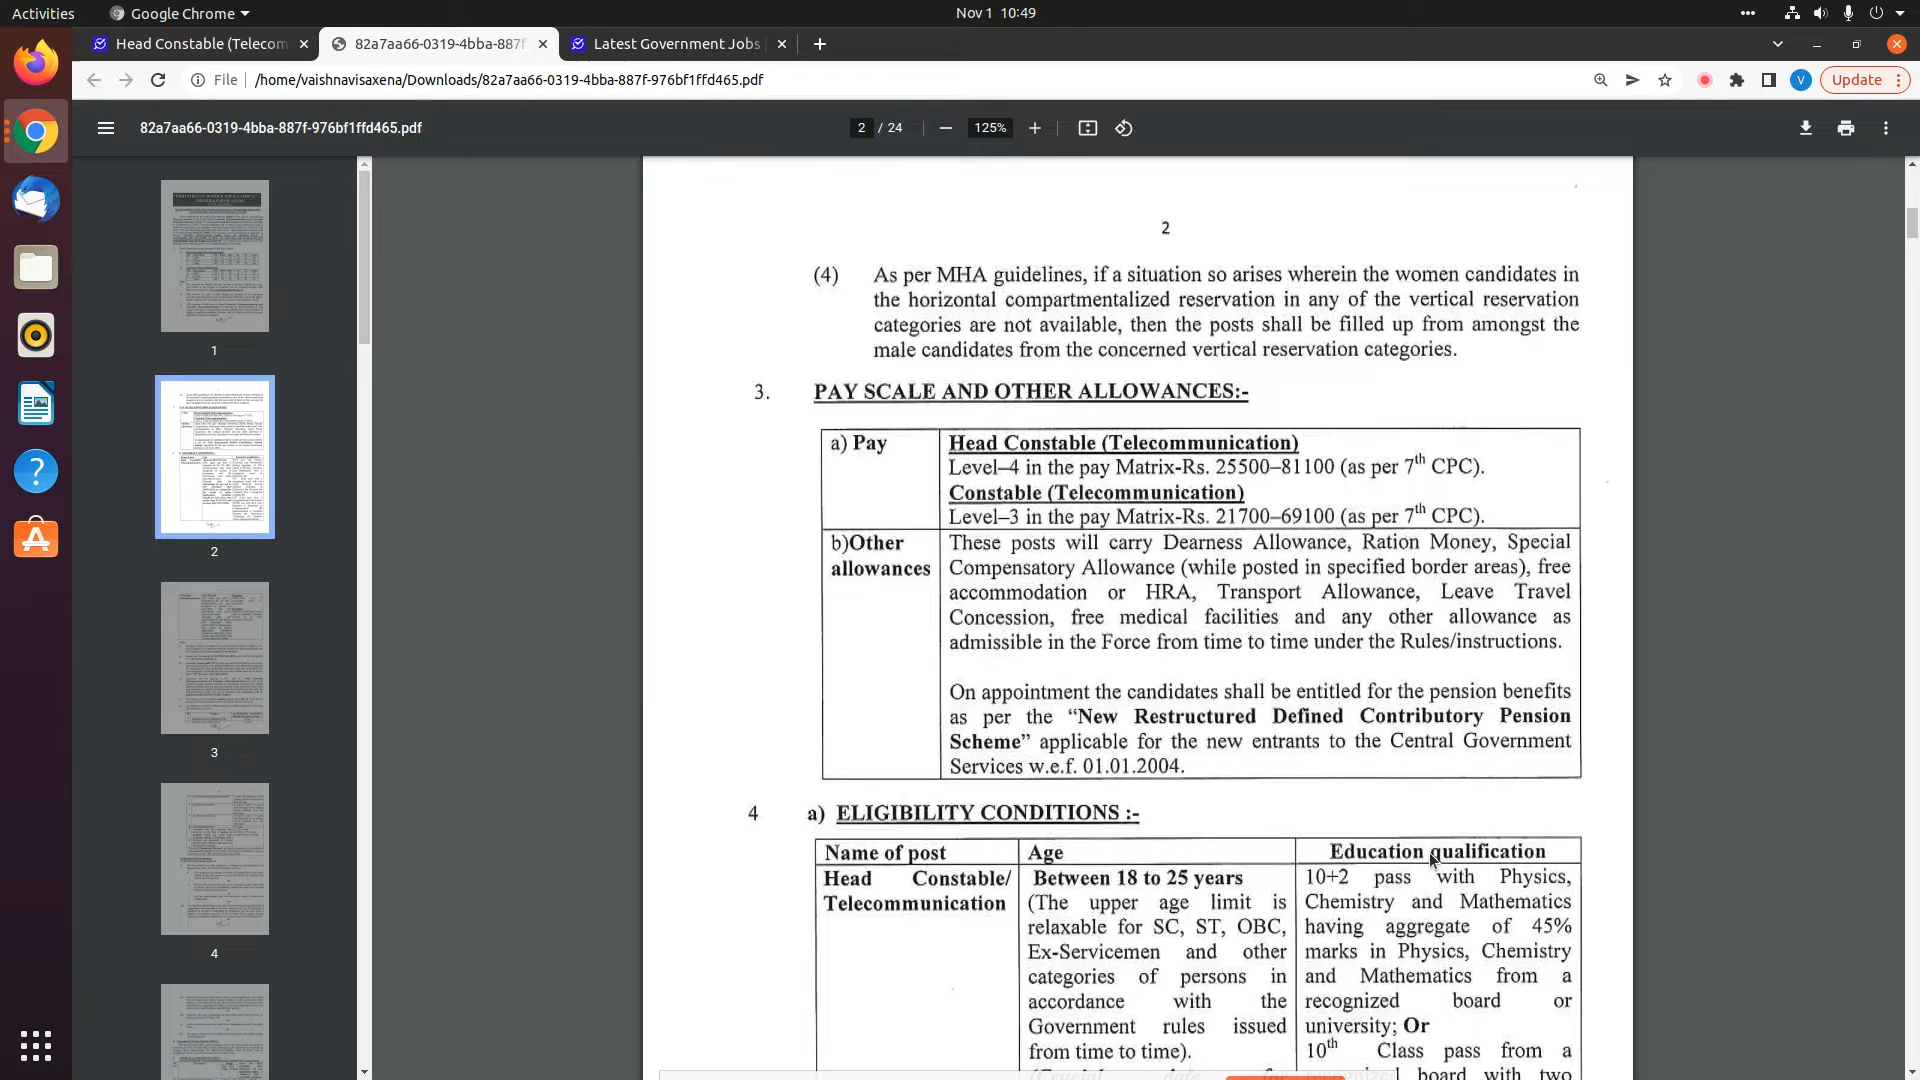 Activities
Google Chrome
Nov 1 10:49
Head Constable (Telecom
82a7aa66-0319-4bba-887f
Latest Government Jobs
File
/home/vaishnavisaxena/Downloads/82a7aa66-0319-4bba-887f-976bf1ffd465.pdf
V
Update
82a7aa66-0319-4bba-887f-976bf1ffd465.pdf
2 / 24
125%
1
2
3
4
2
(4) As per MHA guidelines, if a situation so arises wherein the women candidates in
the horizontal compartmentalized reservation in any of the vertical reservation
categories are not available, then the posts shall be filled up from amongst the
male candidates from the concerned vertical reservation categories.
3. PAY SCALE AND OTHER ALLOWANCES:-
a) Pay
Head Constable (Telecommunication)
Level–4 in the pay Matrix-Rs. 25500–81100 (as per 7th CPC).
Constable (Telecommunication)
Level–3 in the pay Matrix-Rs. 21700–69100 (as per 7th CPC).
b)Other
allowances
These posts will carry Dearness Allowance, Ration Money, Special
Compensatory Allowance (while posted in specified border areas), free
accommodation or HRA, Transport Allowance, Leave Travel
Concession, free medical facilities and any other allowance as
admissible in the Force from time to time under the Rules/instructions.
On appointment the candidates shall be entitled for the pension benefits
as per the “New Restructured Defined Contributory Pension
Scheme” applicable for the new entrants to the Central Government
Services w.e.f. 01.01.2004.
4 a) ELIGIBILITY CONDITIONS :-
Name of post
Age
Education qualification
Head Constable/
Telecommunication
Between 18 to 25 years
(The upper age limit is
relaxable for SC, ST, OBC,
Ex-Servicemen and other
categories of persons in
accordance with the
Government rules issued
from time to time).
(Crucial date for
10+2 pass with Physics,
Chemistry and Mathematics
having aggregate of 45%
marks in Physics, Chemistry
and Mathematics from a
recognized board or
university; Or
10th Class pass from a
recognized board with two